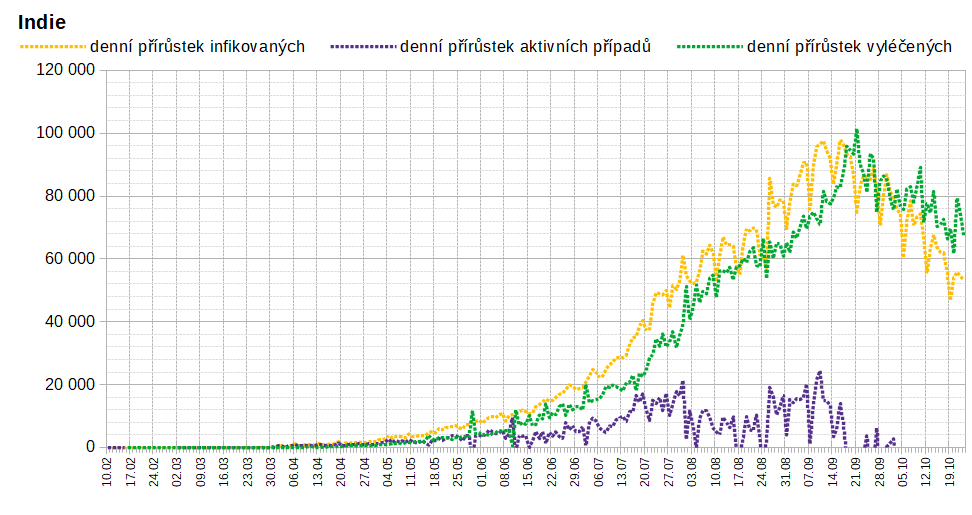 Indie
denní přírůstek infikovaných denní přírůstek aktivních případů denní přírůstek vyléčených
120 000
100 000
80 000
60 000
40 000
20 000
0
10.02 17.02 24.02 02.03 09.03 16.03 23.03 30.03 06.04 13.04 20.04 27.04 04.05 11.05 18.05 25.05 01.06 08.06 15.06 22.06 29.06 06.07 13.07 20.07 27.07 03.08 10.08 17.08 24.08 31.08 07.09 14.09 21.09 28.09 05.10 12.10 19.10